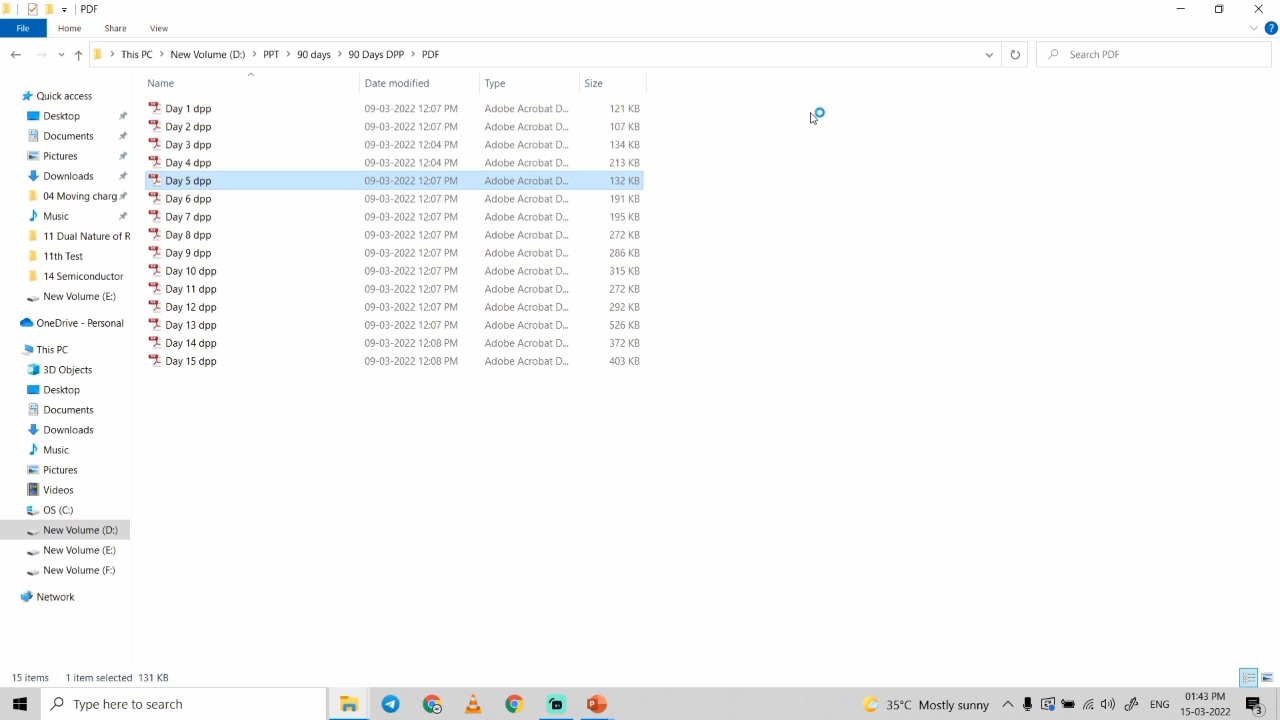 PDF
File Home Share View
This PC New Volume (D:) PPT 90 days 90 Days DPP PDF
Search PDF
Name Date modified Type Size
Day 1 dpp 09-03-2022 12:07 PM Adobe Acrobat D... 121 KB
Day 2 dpp 09-03-2022 12:07 PM Adobe Acrobat D... 107 KB
Day 3 dpp 09-03-2022 12:04 PM Adobe Acrobat D... 134 KB
Day 4 dpp 09-03-2022 12:04 PM Adobe Acrobat D... 213 KB
Day 5 dpp 09-03-2022 12:07 PM Adobe Acrobat D... 132 KB
Day 6 dpp 09-03-2022 12:07 PM Adobe Acrobat D... 191 KB
Day 7 dpp 09-03-2022 12:07 PM Adobe Acrobat D... 195 KB
Day 8 dpp 09-03-2022 12:07 PM Adobe Acrobat D... 272 KB
Day 9 dpp 09-03-2022 12:07 PM Adobe Acrobat D... 286 KB
Day 10 dpp 09-03-2022 12:07 PM Adobe Acrobat D... 315 KB
Day 11 dpp 09-03-2022 12:07 PM Adobe Acrobat D... 272 KB
Day 12 dpp 09-03-2022 12:07 PM Adobe Acrobat D... 292 KB
Day 13 dpp 09-03-2022 12:07 PM Adobe Acrobat D... 526 KB
Day 14 dpp 09-03-2022 12:08 PM Adobe Acrobat D... 372 KB
Day 15 dpp 09-03-2022 12:08 PM Adobe Acrobat D... 403 KB
Quick access
Desktop
Documents
Pictures
Downloads
04 Moving charg
Music
11 Dual Nature of R
11th Test
14 Semiconductor
New Volume (E:)
OneDrive - Personal
This PC
3D Objects
Desktop
Documents
Downloads
Music
Pictures
Videos
OS (C:)
New Volume (D:)
New Volume (E:)
New Volume (F:)
Network
15 items 1 item selected 131 KB
Type here to search
35°C Mostly sunny
ENG
01:43 PM
15-03-2022
3